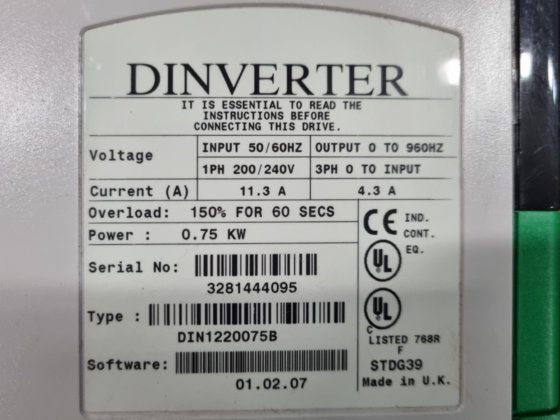 DINVERTER
IT IS ESSENTIAL TO READ THE
INSTRUCTIONS BEFORE
CONNECTING THIS DRIVE.
Voltage
INPUT 50/60HZ OUTPUT 0 TO 960HZ
1PH 200/240V 3PH 0 TO INPUT
Current (A) 11.3 A 4.3 A
Overload: 150% FOR 60 SECS
Power : 0.75 KW
CE IND.
CONT.
EQ.
UL
Serial No:
3281444095
Type :
DIN1220075B
UL
C
LISTED 768R
F
Software:
01.02.07
STDG39
Made in U.K.